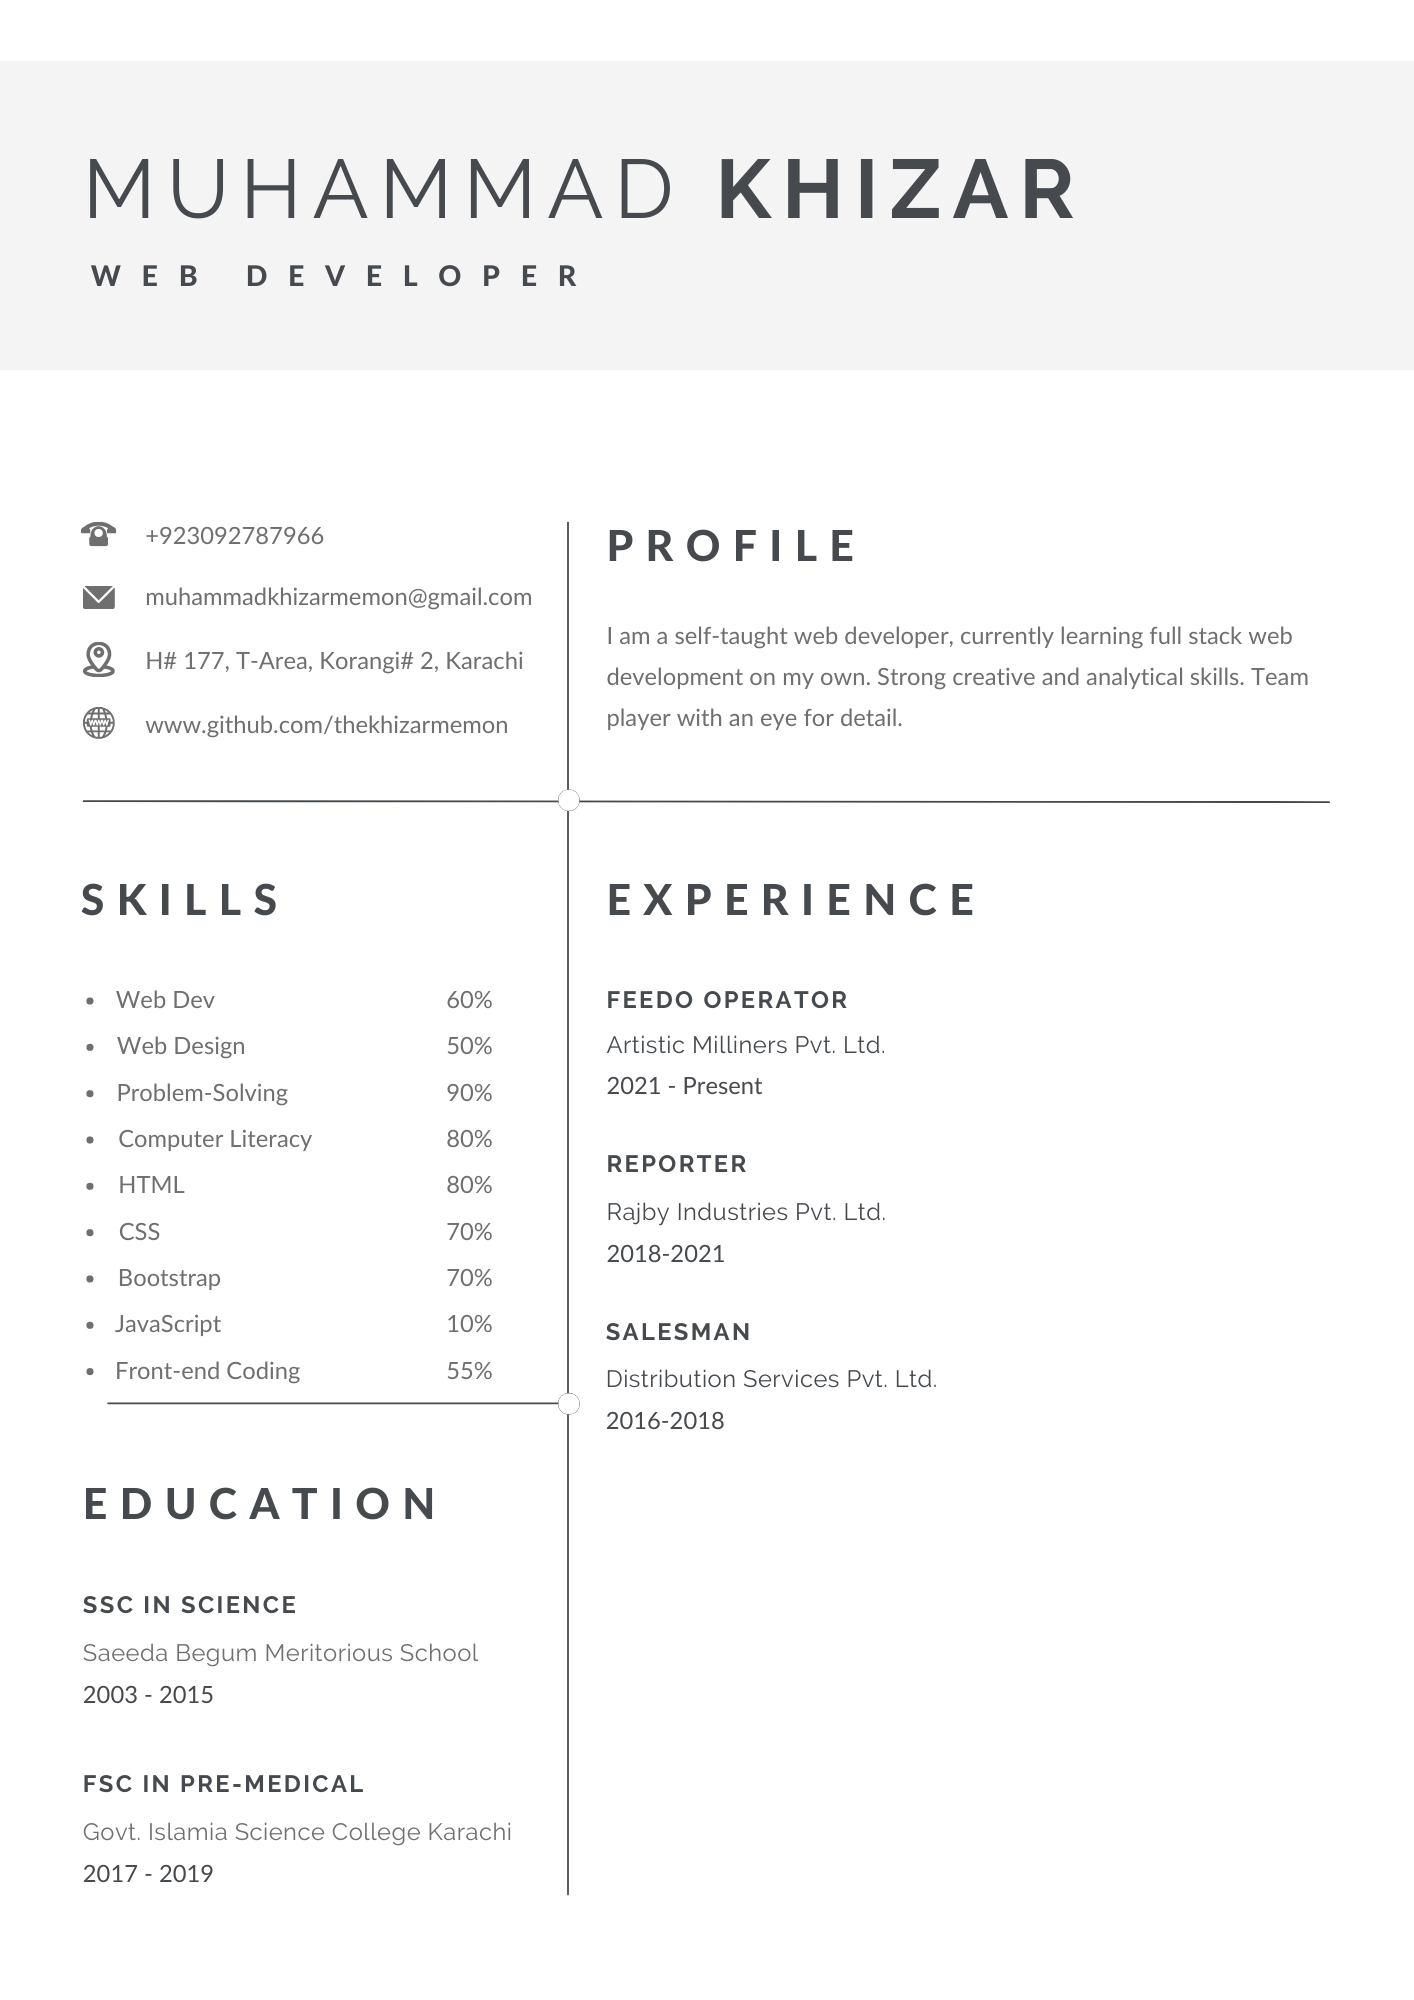 MUHAMMAD KHIZAR
WEB DEVELOPER
+923092787966
muhammadkhizarmemon@gmail.com
H# 177, T-Area, Korangi# 2, Karachi
www.github.com/thekhizarmemon
PROFILE
I am a self-taught web developer, currently learning full stack web
development on my own. Strong creative and analytical skills. Team
player with an eye for detail.
SKILLS
• Web Dev 60%
• Web Design 50%
• Problem-Solving 90%
• Computer Literacy 80%
• HTML 80%
• CSS 70%
• Bootstrap 70%
• JavaScript 10%
• Front-end Coding 55%
EDUCATION
SSC IN SCIENCE
Saeeda Begum Meritorious School
2003 - 2015
FSC IN PRE-MEDICAL
Govt. Islamia Science College Karachi
2017 - 2019
EXPERIENCE
FEEDO OPERATOR
Artistic Milliners Pvt. Ltd.
2021 - Present
REPORTER
Rajby Industries Pvt. Ltd.
2018-2021
SALESMAN
Distribution Services Pvt. Ltd.
2016-2018